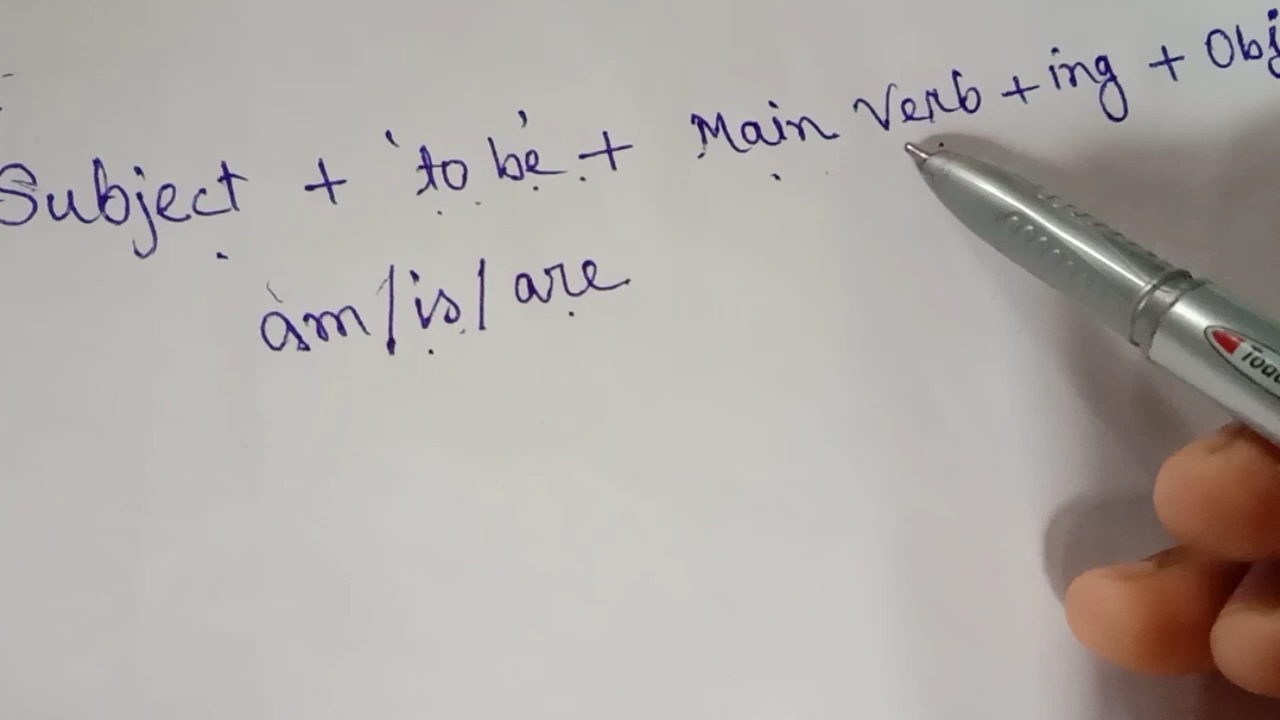 Subject + 'to be' + Main Verb + ing + Obj
am/is/are